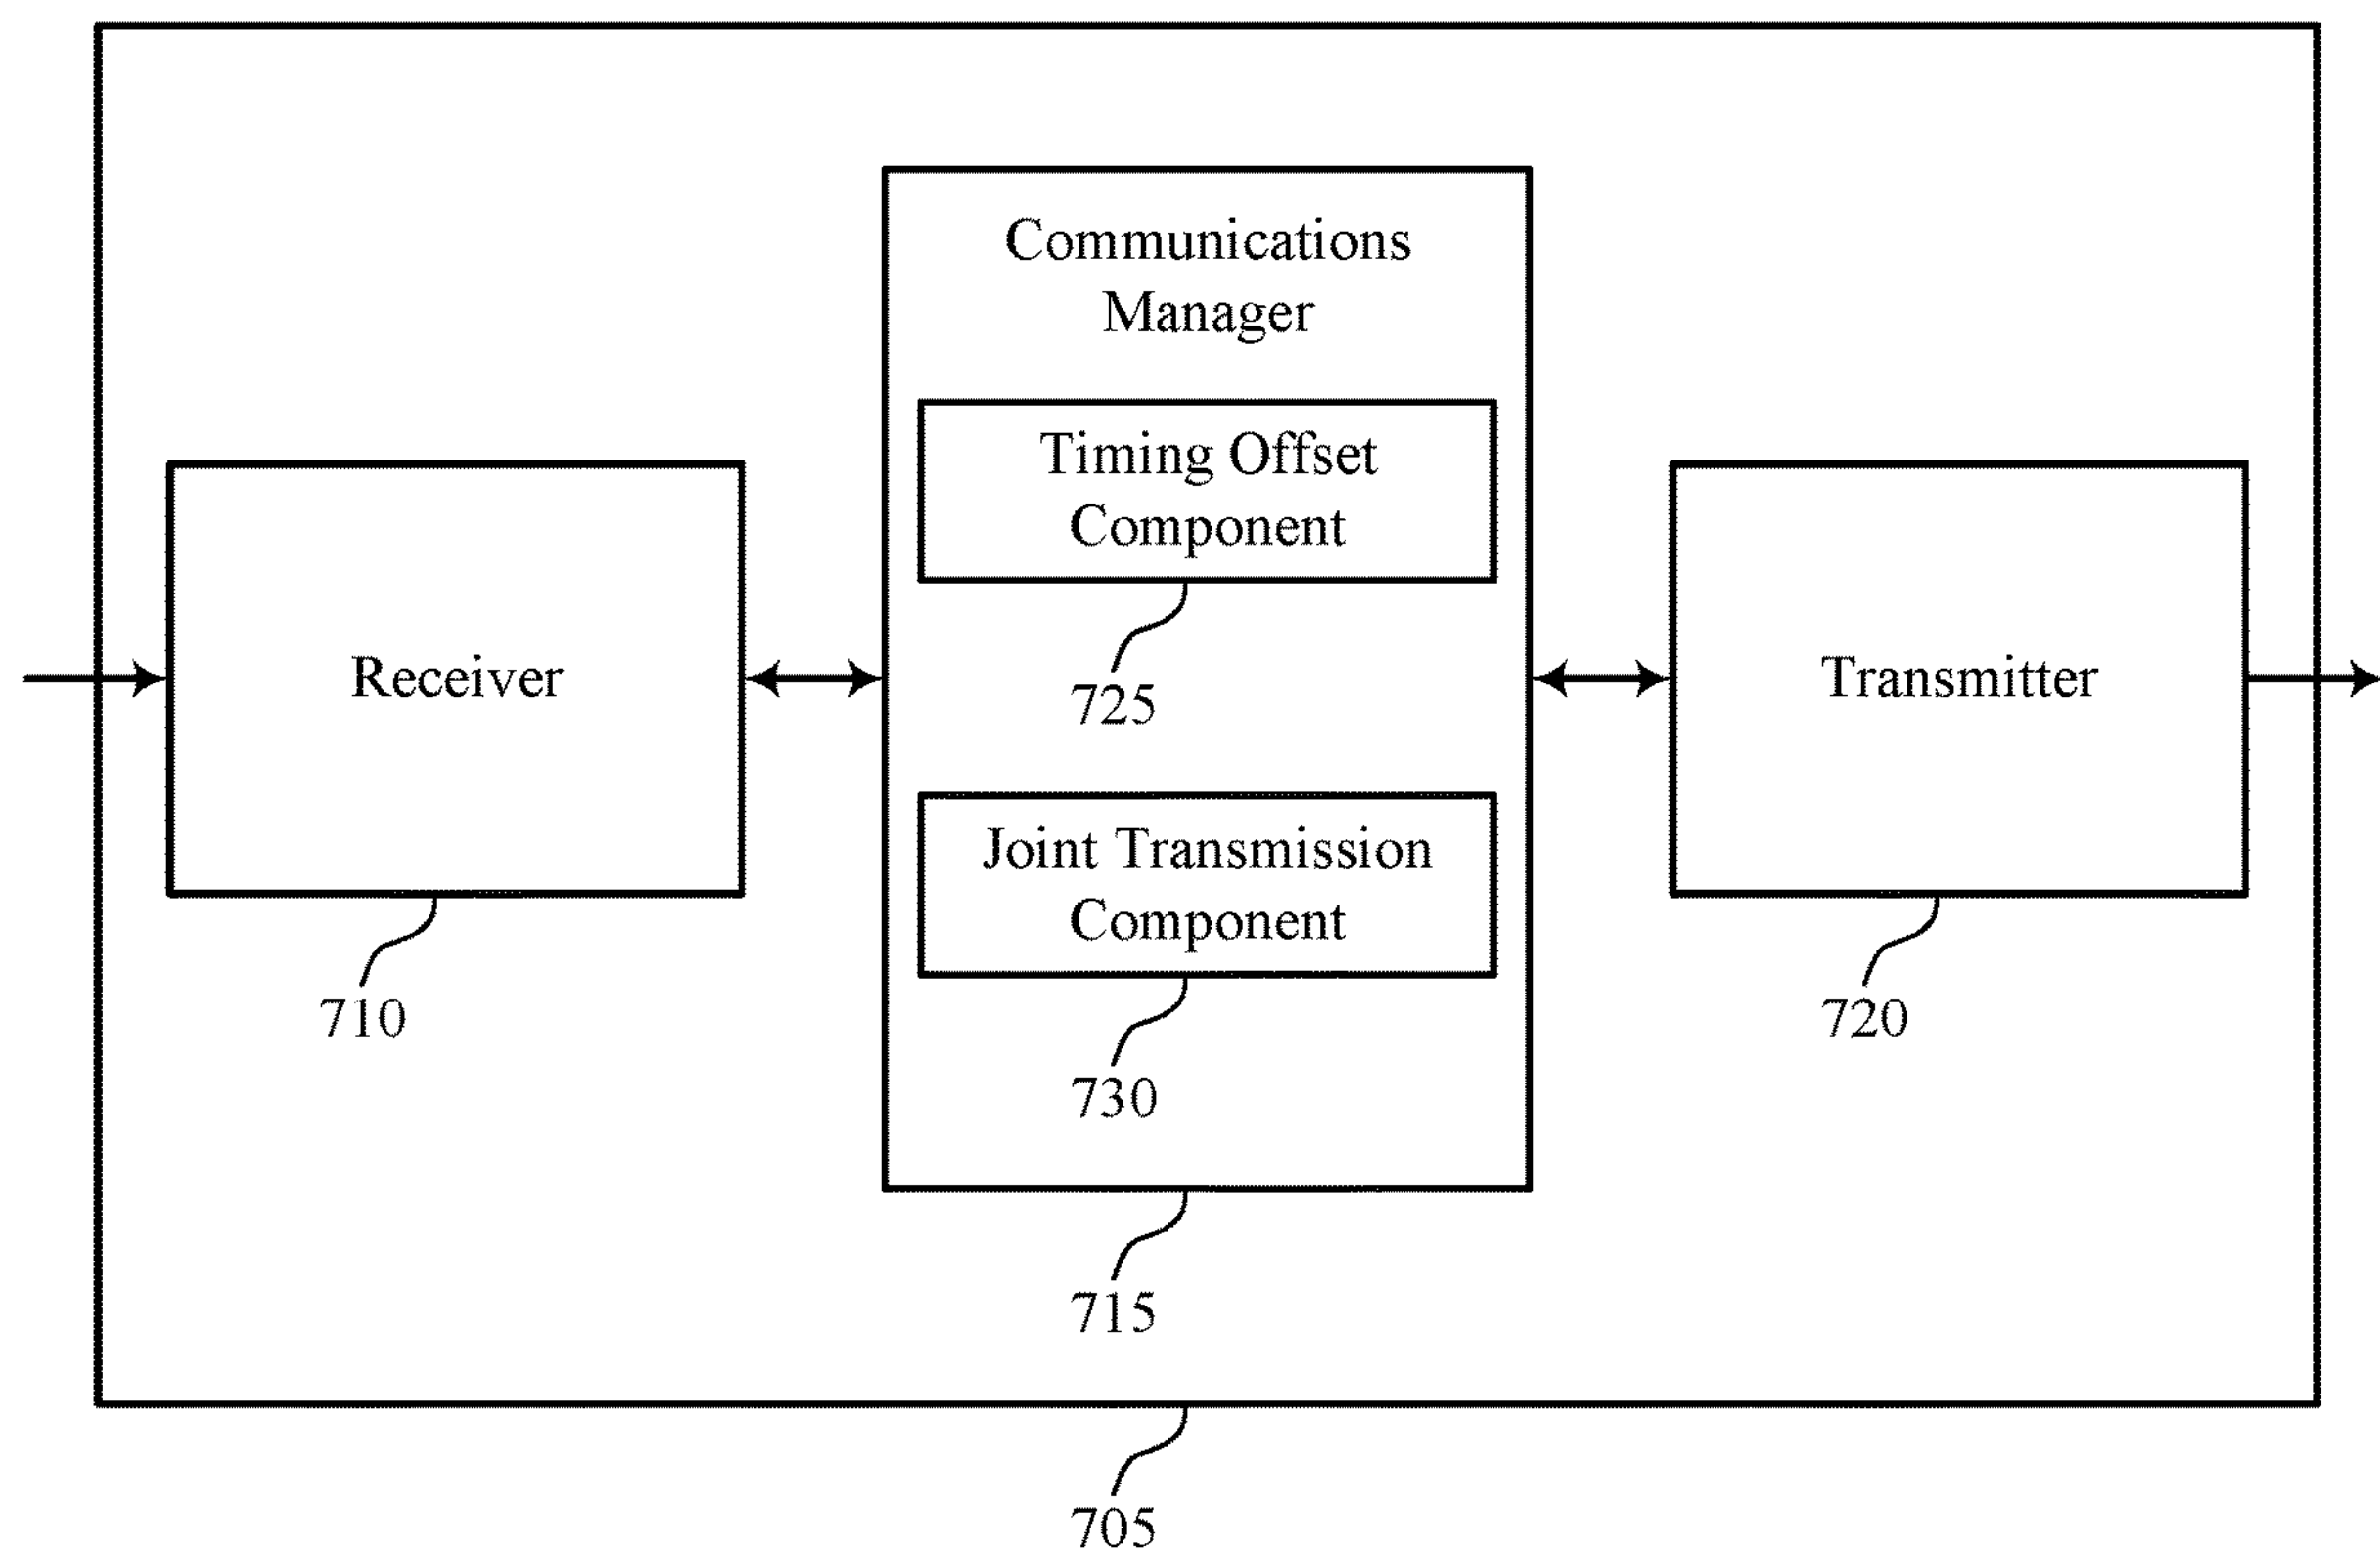 Communications
Manager
Timing Offset
Component
725
Receiver
710
Transmitter
720
Joint Transmission
Component
730
715
705